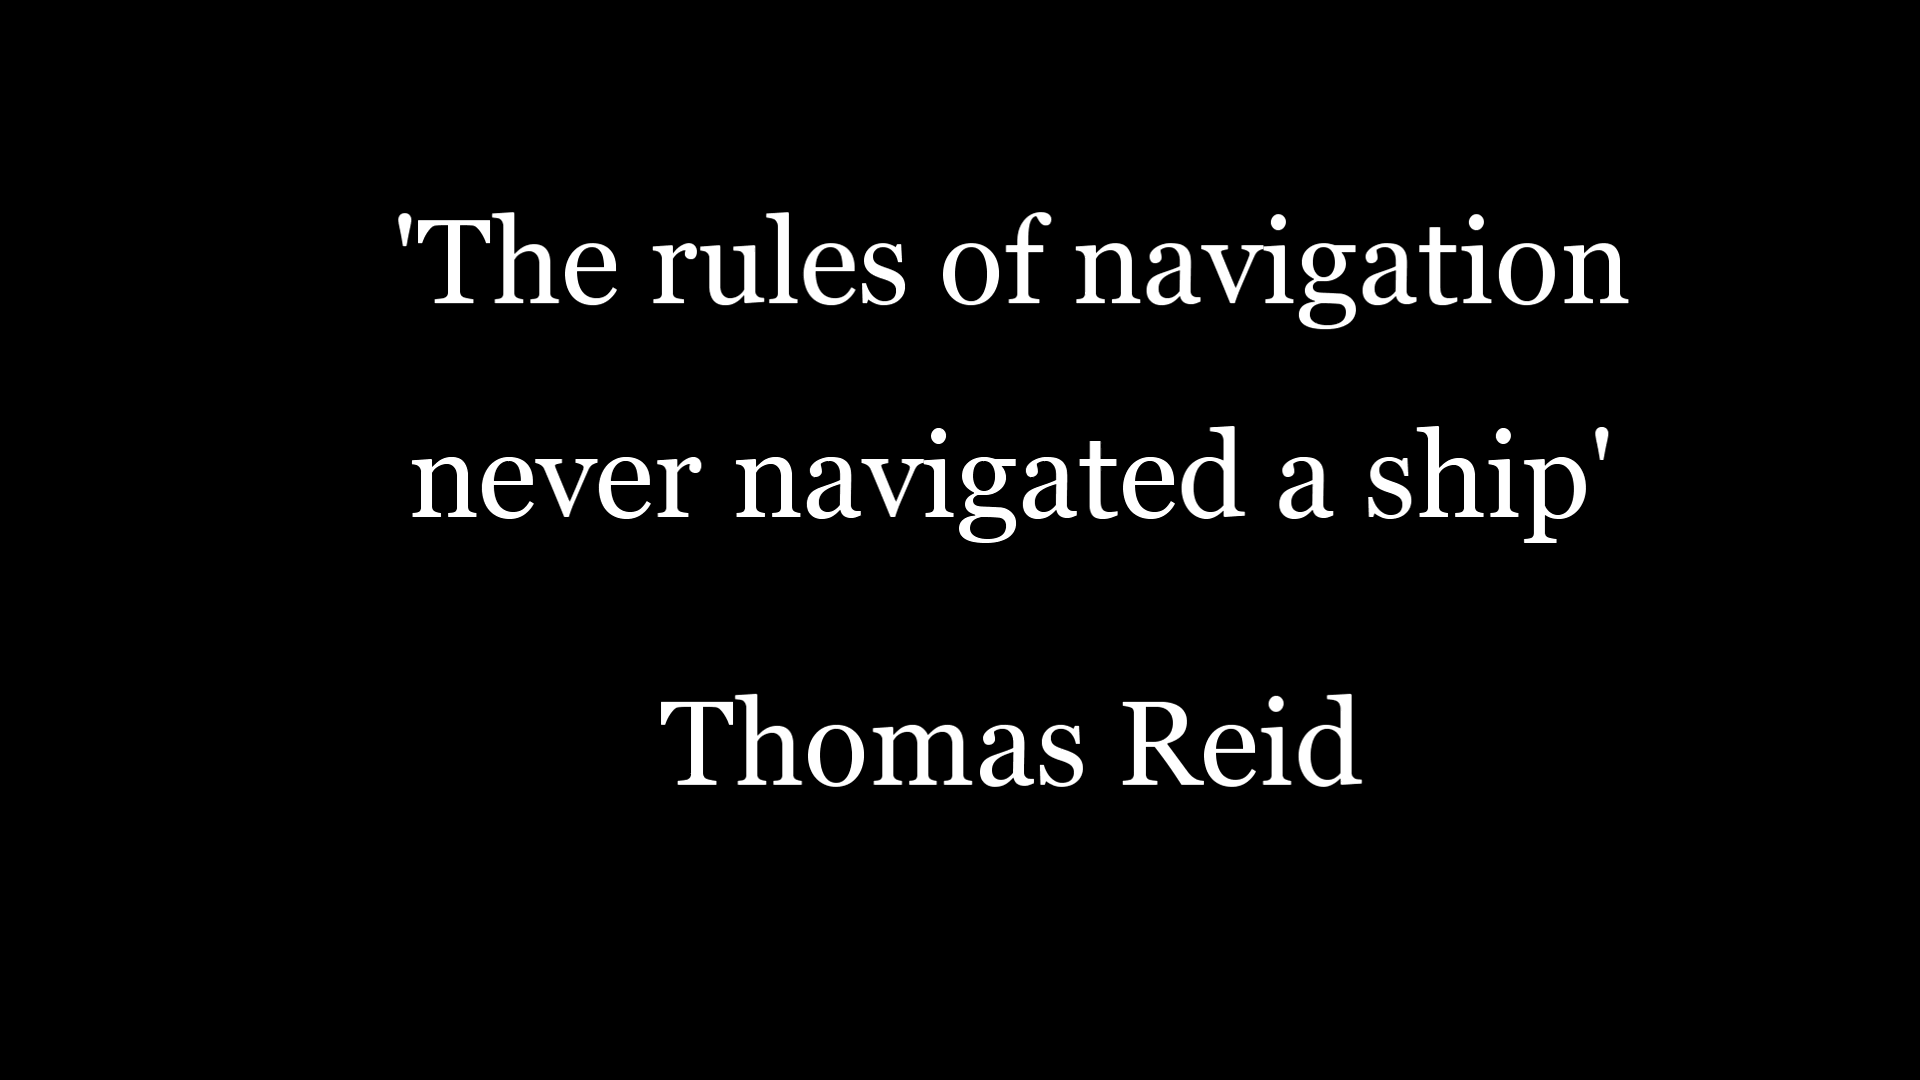 'The rules of navigation
never navigated a ship'
Thomas Reid